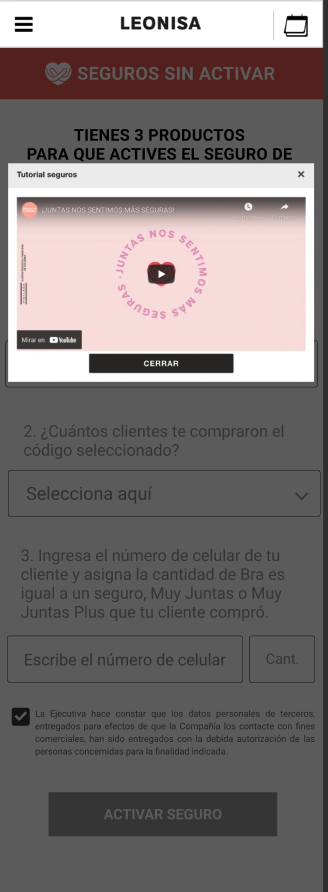 LEONISA
SEGUROS SIN ACTIVAR
TIENES 3 PRODUCTOS
PARA QUE ACTIVES EL SEGURO DE
Tutorial seguros
¡JUNTAS NOS SENTIMOS MÁS SEGURAS!
JUNTAS NOS SENTIMOS MÁS SEGURAS
Mirar en YouTube
CERRAR
2. ¿Cuántos clientes te compraron el
código seleccionado?
Selecciona aquí
3. Ingresa el número de celular de tu
cliente y asigna la cantidad de Bra es
igual a un seguro, Muy Juntas o Muy
Juntas Plus que tu cliente compró.
Escribe el número de celular
Cant.
La Ejecutiva hace constar que los datos personales de terceros,
entregados para efectos de que la Compañía los contacte con fines
comerciales, han sido entregados con la debida autorización de las
personas concernidas para la finalidad indicada.
ACTIVAR SEGURO